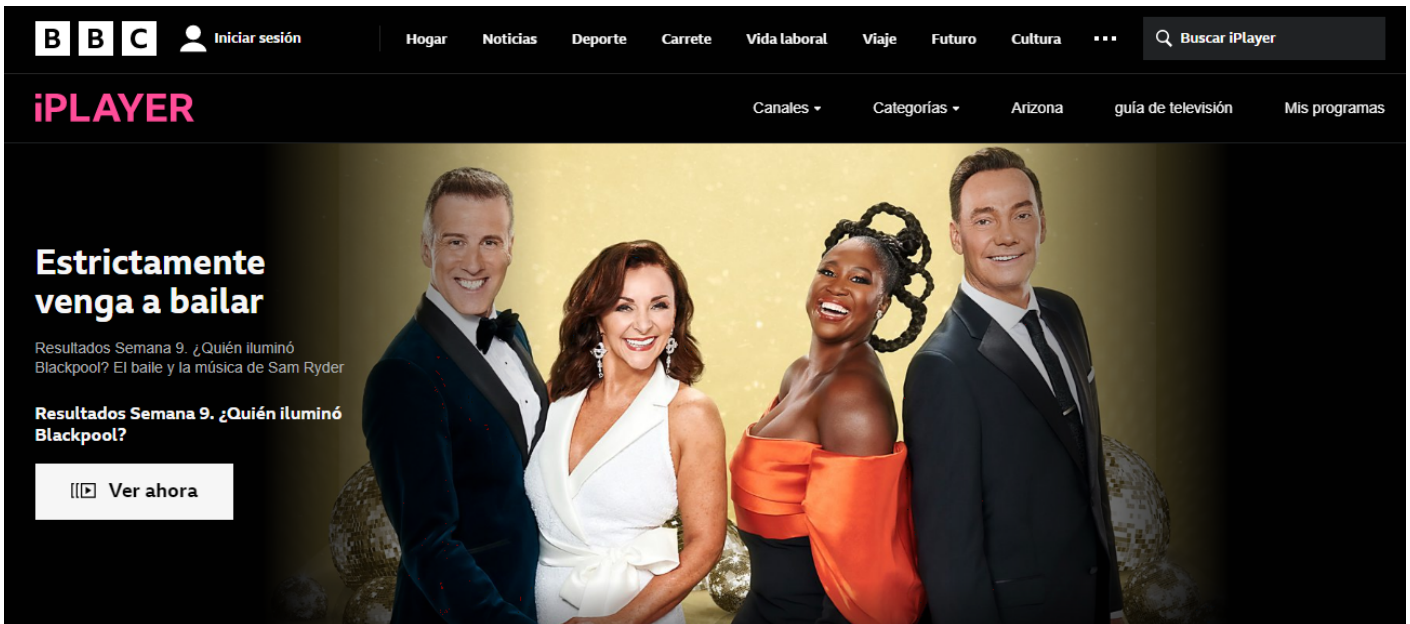 BBC Iniciar sesión Hogar Noticias Deporte Carrete Vida laboral Viaje Futuro Cultura ... Buscar iPlayer
iPLAYER Canales Categorías Arizona guía de televisión Mis programas
Estrictamente
venga a bailar
Resultados Semana 9. ¿Quién iluminó
Blackpool? El baile y la música de Sam Ryder
Resultados Semana 9. ¿Quién iluminó
Blackpool?
Ver ahora